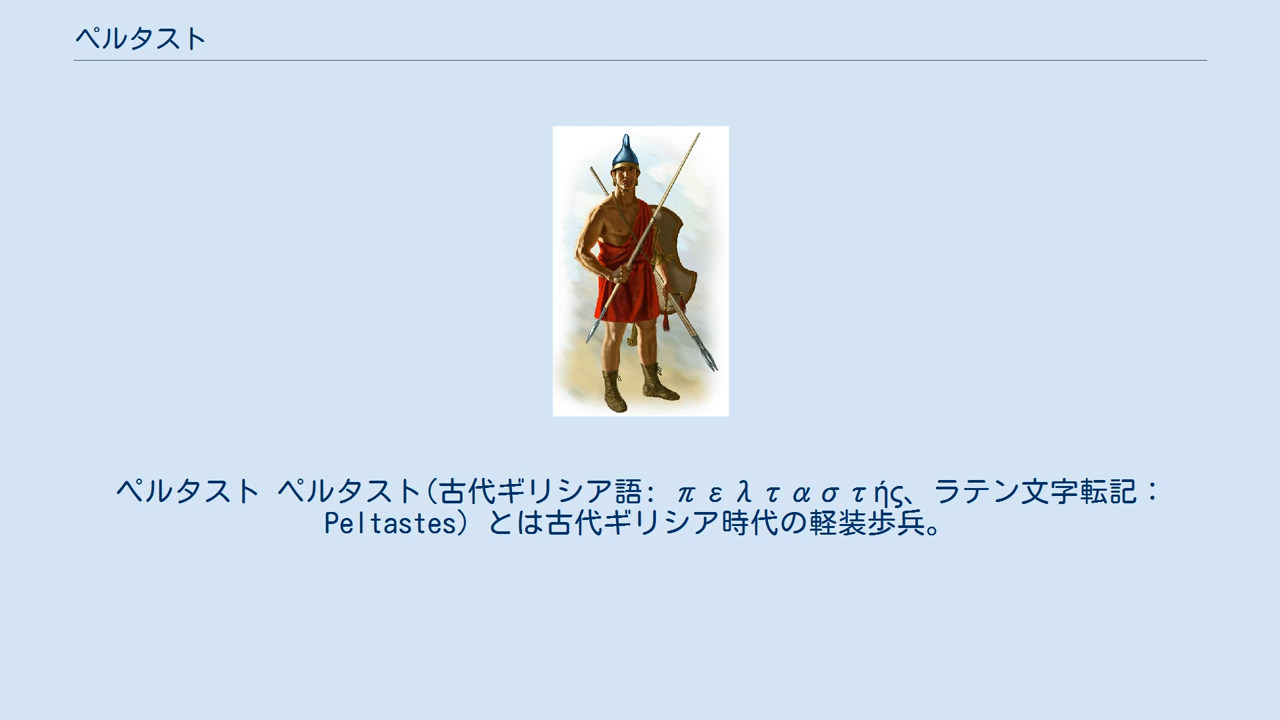 ペルタスト
ペルタスト ペルタスト(古代ギリシア語: πελταστής、ラテン文字転記：
Peltastes) とは古代ギリシア時代の軽装歩兵。